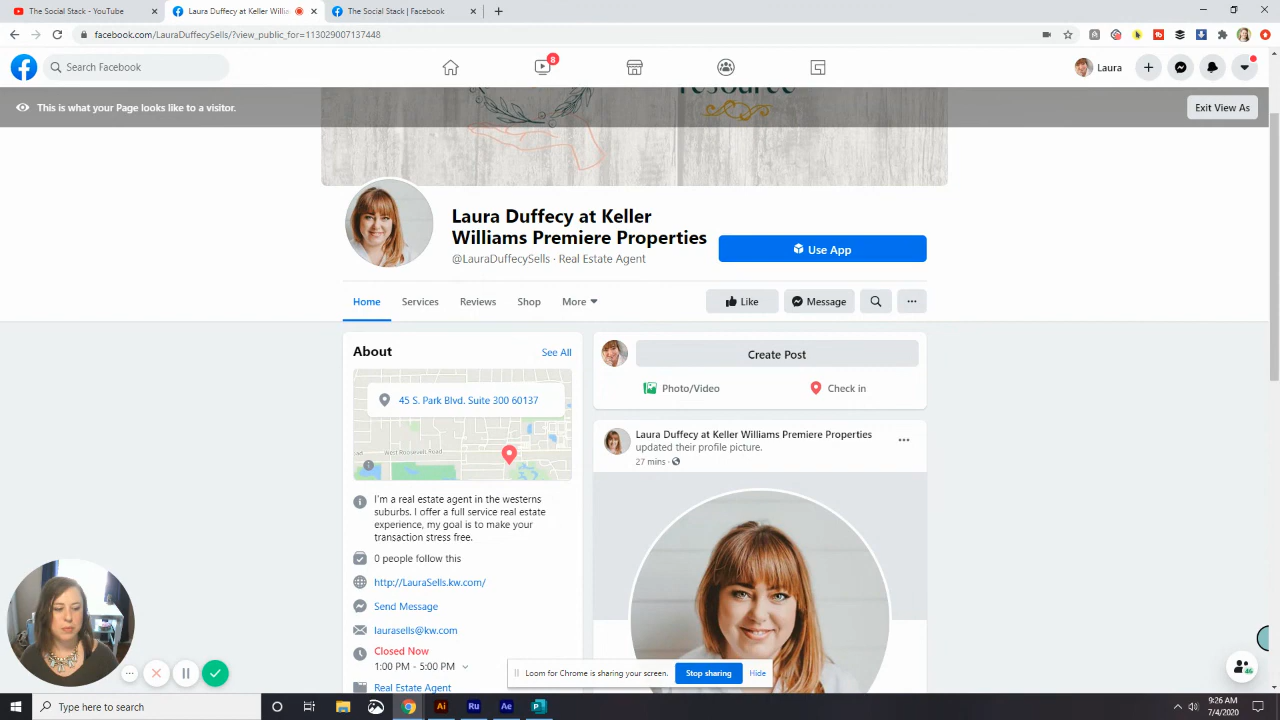 The Social Stack - YouTube
Laura Duffecy at Keller Willia
The Social Stack | Facebook
facebook.com/LauraDuffecySells/?view_public_for=113029007137448
Search Facebook
8
Laura
This is what your Page looks like to a visitor.
Exit View As
resource
Laura Duffecy at Keller
Williams Premiere Properties
@LauraDuffecySells · Real Estate Agent
Use App
Home
Services
Reviews
Shop
More
Like
Message
About
See All
45 S. Park Blvd. Suite 300 60137
West Roosevelt Road
I'm a real estate agent in the westerns
suburbs. I offer a full service real estate
experience, my goal is to make your
transaction stress free.
0 people follow this
http://LauraSells.kw.com/
Send Message
laurasells@kw.com
Closed Now
1:00 PM - 5:00 PM
Real Estate Agent
Create Post
Photo/Video
Check in
Laura Duffecy at Keller Williams Premiere Properties
updated their profile picture.
27 mins ·
Loom for Chrome is sharing your screen.
Stop sharing
Hide
Type here to search
Ai
Ru
Ae
P
9:26 AM
7/4/2020